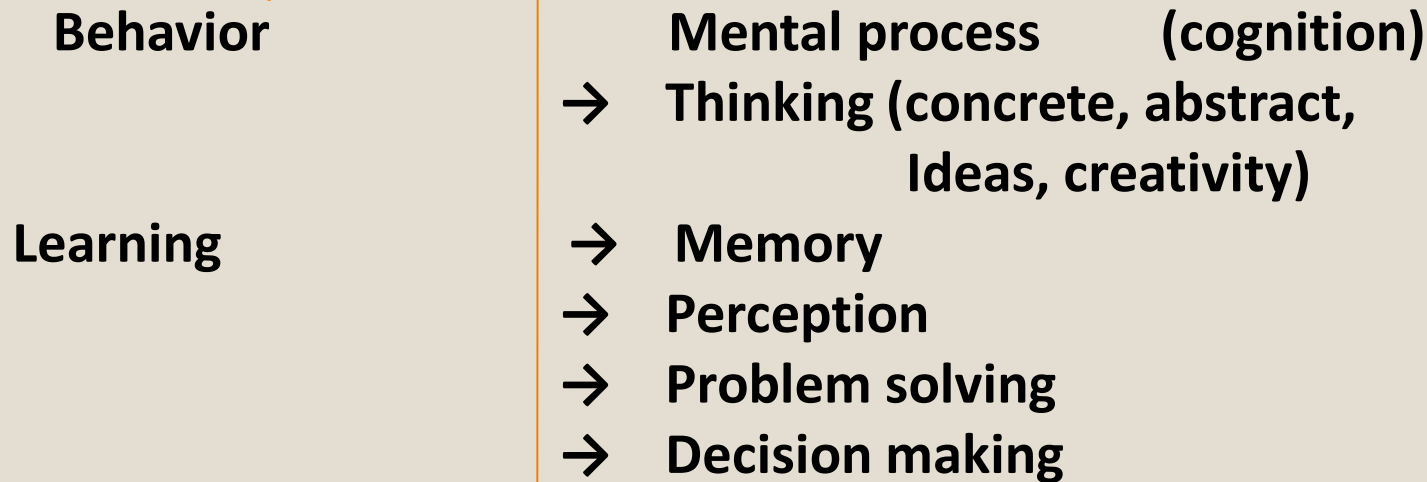 Behavior Mental process (cognition)
→ Thinking (concrete, abstract,
Ideas, creativity)
Learning → Memory
→ Perception
→ Problem solving
→ Decision making